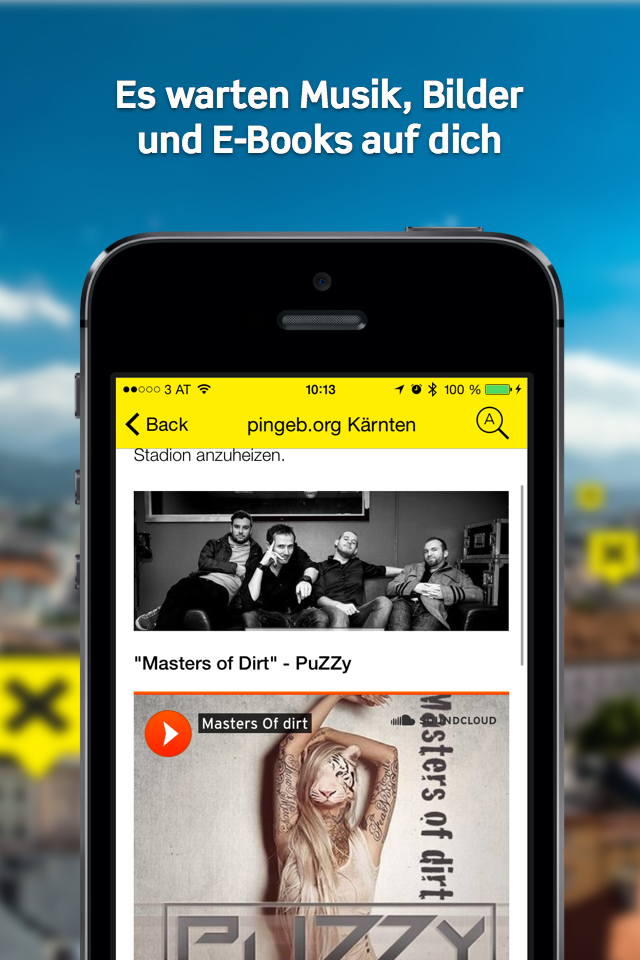 Es warten Musik, Bilder
und E-Books auf dich
3 AT 10:13 100 %
Back pingeb.org Kärnten A
Stadion anzuheizen.
"Masters of Dirt" - PuZZy
Masters Of dirt SOUNDCLOUD
Masters of dirt
PUZZY